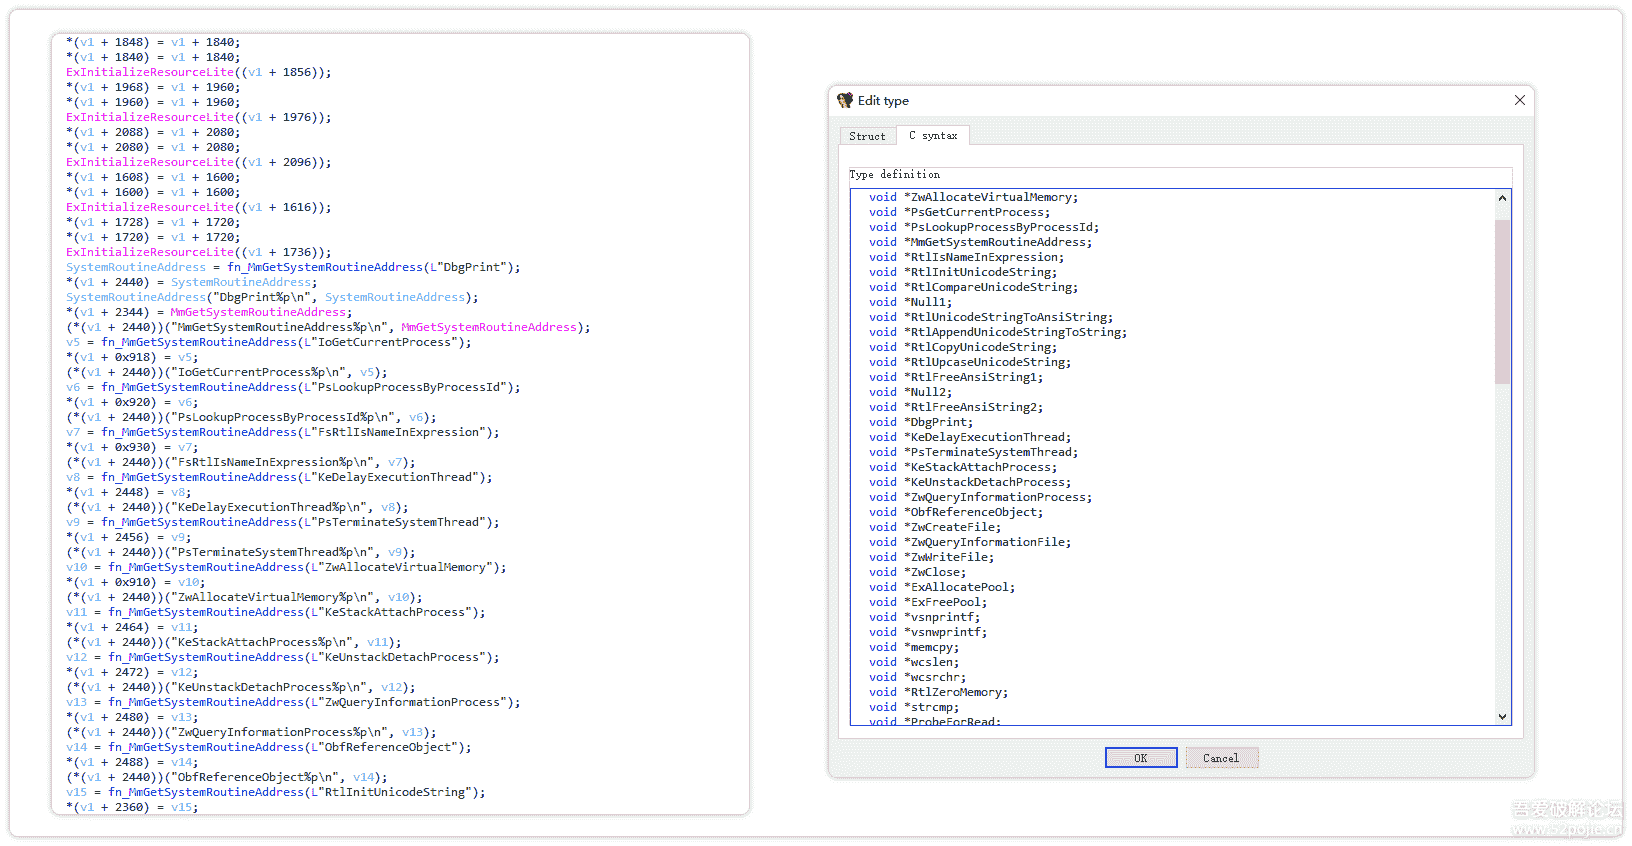 *(v1 + 1848) = v1 + 1840;
*(v1 + 1840) = v1 + 1840;
ExInitializeResourceLite((v1 + 1856));
*(v1 + 1968) = v1 + 1960;
*(v1 + 1960) = v1 + 1960;
ExInitializeResourceLite((v1 + 1976));
*(v1 + 2088) = v1 + 2080;
*(v1 + 2080) = v1 + 2080;
ExInitializeResourceLite((v1 + 2096));
*(v1 + 1608) = v1 + 1600;
*(v1 + 1600) = v1 + 1600;
ExInitializeResourceLite((v1 + 1616));
*(v1 + 1728) = v1 + 1720;
*(v1 + 1720) = v1 + 1720;
ExInitializeResourceLite((v1 + 1736));
SystemRoutineAddress = fn_MmGetSystemRoutineAddress(L"DbgPrint");
*(v1 + 2440) = SystemRoutineAddress;
SystemRoutineAddress("DbgPrint%p\n", SystemRoutineAddress);
*(v1 + 2344) = MmGetSystemRoutineAddress;
(*(v1 + 2440))("MmGetSystemRoutineAddress%p\n", MmGetSystemRoutineAddress);
v5 = fn_MmGetSystemRoutineAddress(L"IoGetCurrentProcess");
*(v1 + 0x918) = v5;
(*(v1 + 2440))("IoGetCurrentProcess%p\n", v5);
v6 = fn_MmGetSystemRoutineAddress(L"PsLookupProcessByProcessId");
*(v1 + 0x920) = v6;
(*(v1 + 2440))("PsLookupProcessByProcessId%p\n", v6);
v7 = fn_MmGetSystemRoutineAddress(L"FsRtlIsNameInExpression");
*(v1 + 0x930) = v7;
(*(v1 + 2440))("FsRtlIsNameInExpression%p\n", v7);
v8 = fn_MmGetSystemRoutineAddress(L"KeDelayExecutionThread");
*(v1 + 2448) = v8;
(*(v1 + 2440))("KeDelayExecutionThread%p\n", v8);
v9 = fn_MmGetSystemRoutineAddress(L"PsTerminateSystemThread");
*(v1 + 2456) = v9;
(*(v1 + 2440))("PsTerminateSystemThread%p\n", v9);
v10 = fn_MmGetSystemRoutineAddress(L"ZwAllocateVirtualMemory");
*(v1 + 0x910) = v10;
(*(v1 + 2440))("ZwAllocateVirtualMemory%p\n", v10);
v11 = fn_MmGetSystemRoutineAddress(L"KeStackAttachProcess");
*(v1 + 2464) = v11;
(*(v1 + 2440))("KeStackAttachProcess%p\n", v11);
v12 = fn_MmGetSystemRoutineAddress(L"KeUnstackDetachProcess");
*(v1 + 2472) = v12;
(*(v1 + 2440))("KeUnstackDetachProcess%p\n", v12);
v13 = fn_MmGetSystemRoutineAddress(L"ZwQueryInformationProcess");
*(v1 + 2480) = v13;
(*(v1 + 2440))("ZwQueryInformationProcess%p\n", v13);
v14 = fn_MmGetSystemRoutineAddress(L"ObfReferenceObject");
*(v1 + 2488) = v14;
(*(v1 + 2440))("ObfReferenceObject%p\n", v14);
v15 = fn_MmGetSystemRoutineAddress(L"RtlInitUnicodeString");
*(v1 + 2360) = v15;
Edit type
Struct
C syntax
Type definition
void *ZwAllocateVirtualMemory;
void *PsGetCurrentProcess;
void *PsLookupProcessByProcessId;
void *MmGetSystemRoutineAddress;
void *RtlIsNameInExpression;
void *RtlInitUnicodeString;
void *RtlCompareUnicodeString;
void *Null1;
void *RtlUnicodeStringToAnsiString;
void *RtlAppendUnicodeStringToString;
void *RtlCopyUnicodeString;
void *RtlUpcaseUnicodeString;
void *RtlFreeAnsiString1;
void *Null2;
void *RtlFreeAnsiString2;
void *DbgPrint;
void *KeDelayExecutionThread;
void *PsTerminateSystemThread;
void *KeStackAttachProcess;
void *KeUnstackDetachProcess;
void *ZwQueryInformationProcess;
void *ObfReferenceObject;
void *ZwCreateFile;
void *ZwQueryInformationFile;
void *ZwWriteFile;
void *ZwClose;
void *ExAllocatePool;
void *ExFreePool;
void *vsnprintf;
void *vsnwprintf;
void *memcpy;
void *wcslen;
void *wcsrchr;
void *RtlZeroMemory;
void *strcmp;
void *ProbeForRead;
OK
Cancel
吾爱破解论坛
www.52pojie.cn